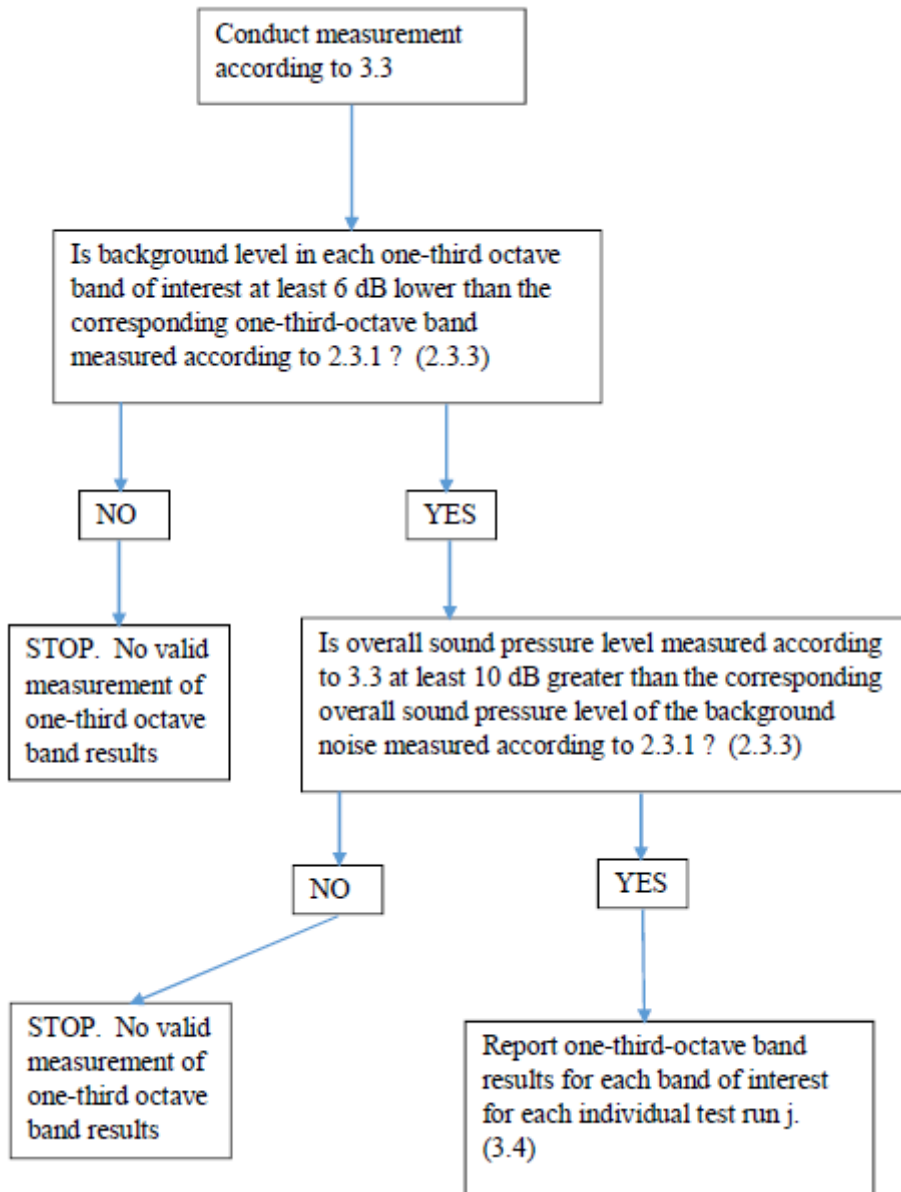 Conduct measurement
according to 3.3
Is background level in each one-third octave
band of interest at least 6 dB lower than the
corresponding one-third-octave band
measured according to 2.3.1 ?  (2.3.3)
NO
YES
STOP.  No valid
measurement of
one-third octave
band results
Is overall sound pressure level measured according
to 3.3 at least 10 dB greater than the corresponding
overall sound pressure level of the background
noise measured according to 2.3.1 ?  (2.3.3)
NO
YES
STOP.  No valid
measurement of
one-third octave
band results
Report one-third-octave band
results for each band of interest
for each individual test run j.
(3.4)